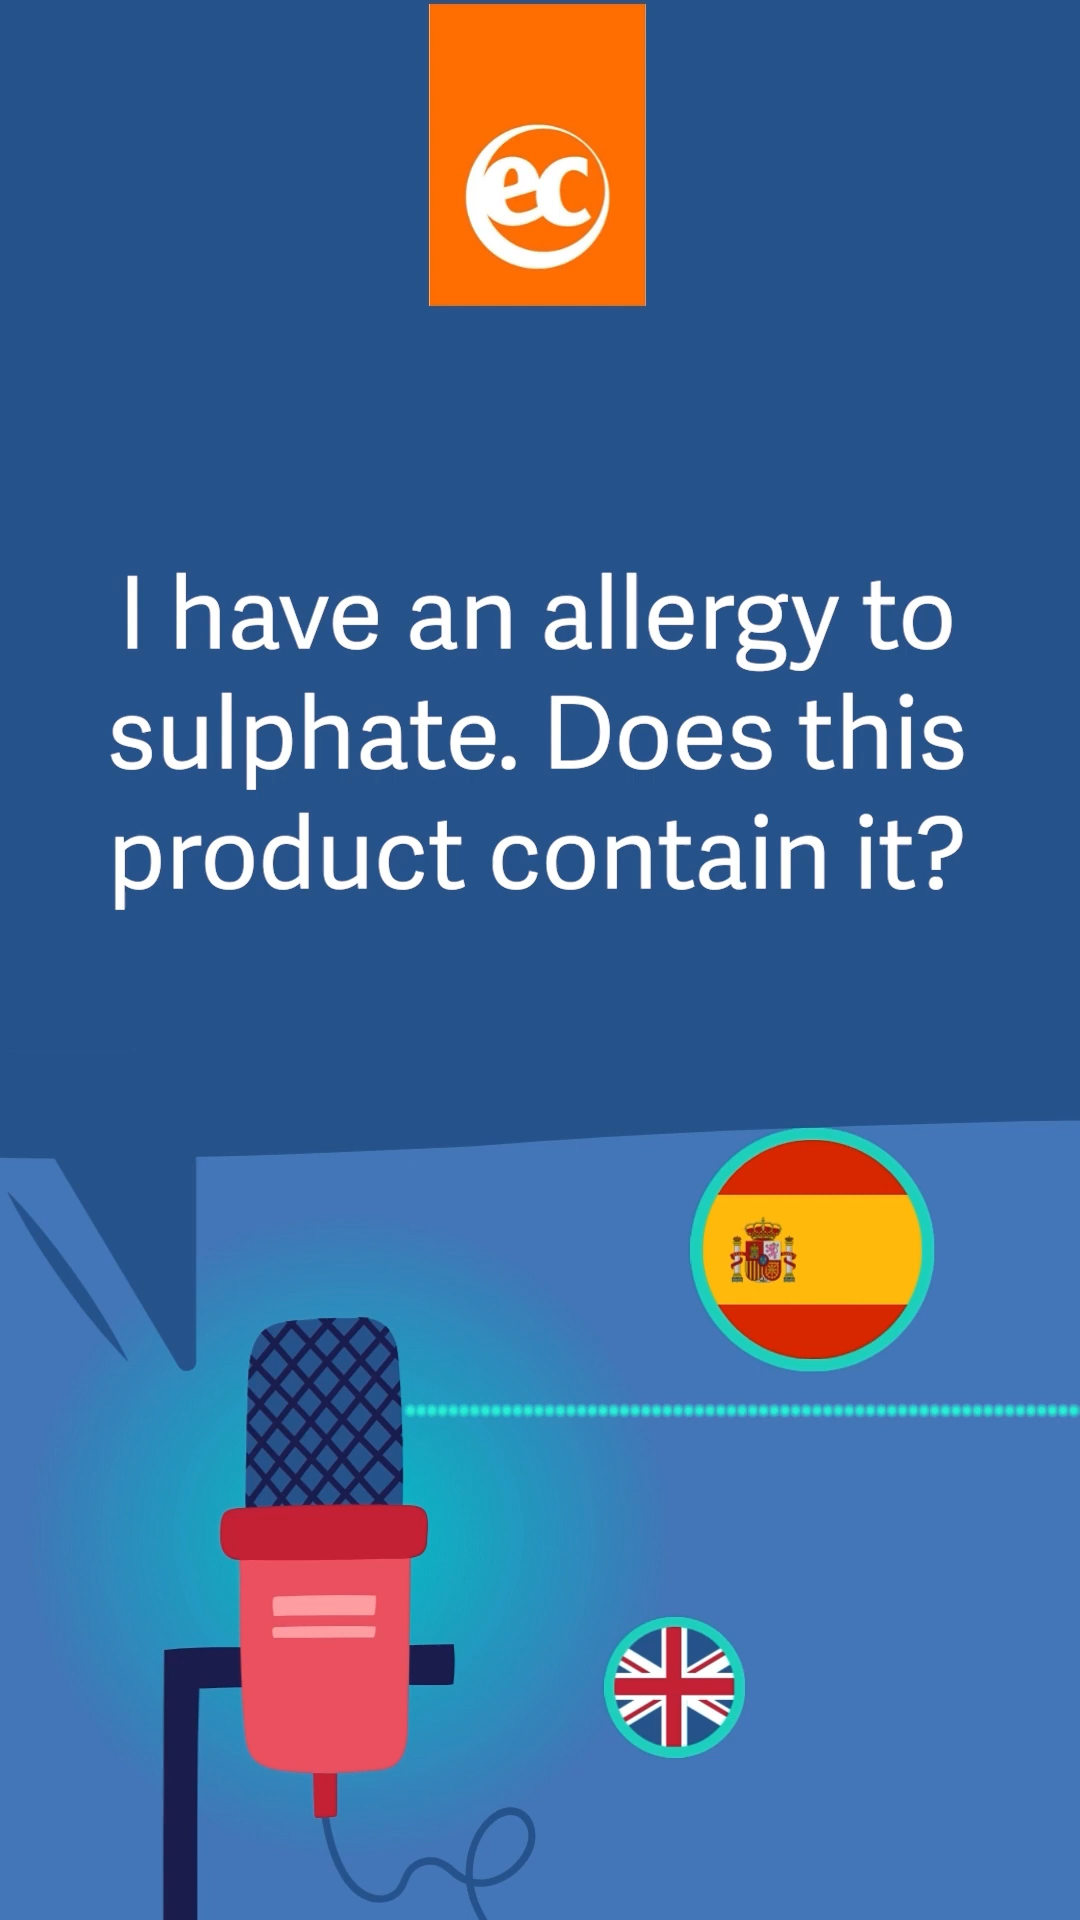 ec
I have an allergy to
sulphate. Does this
product contain it?